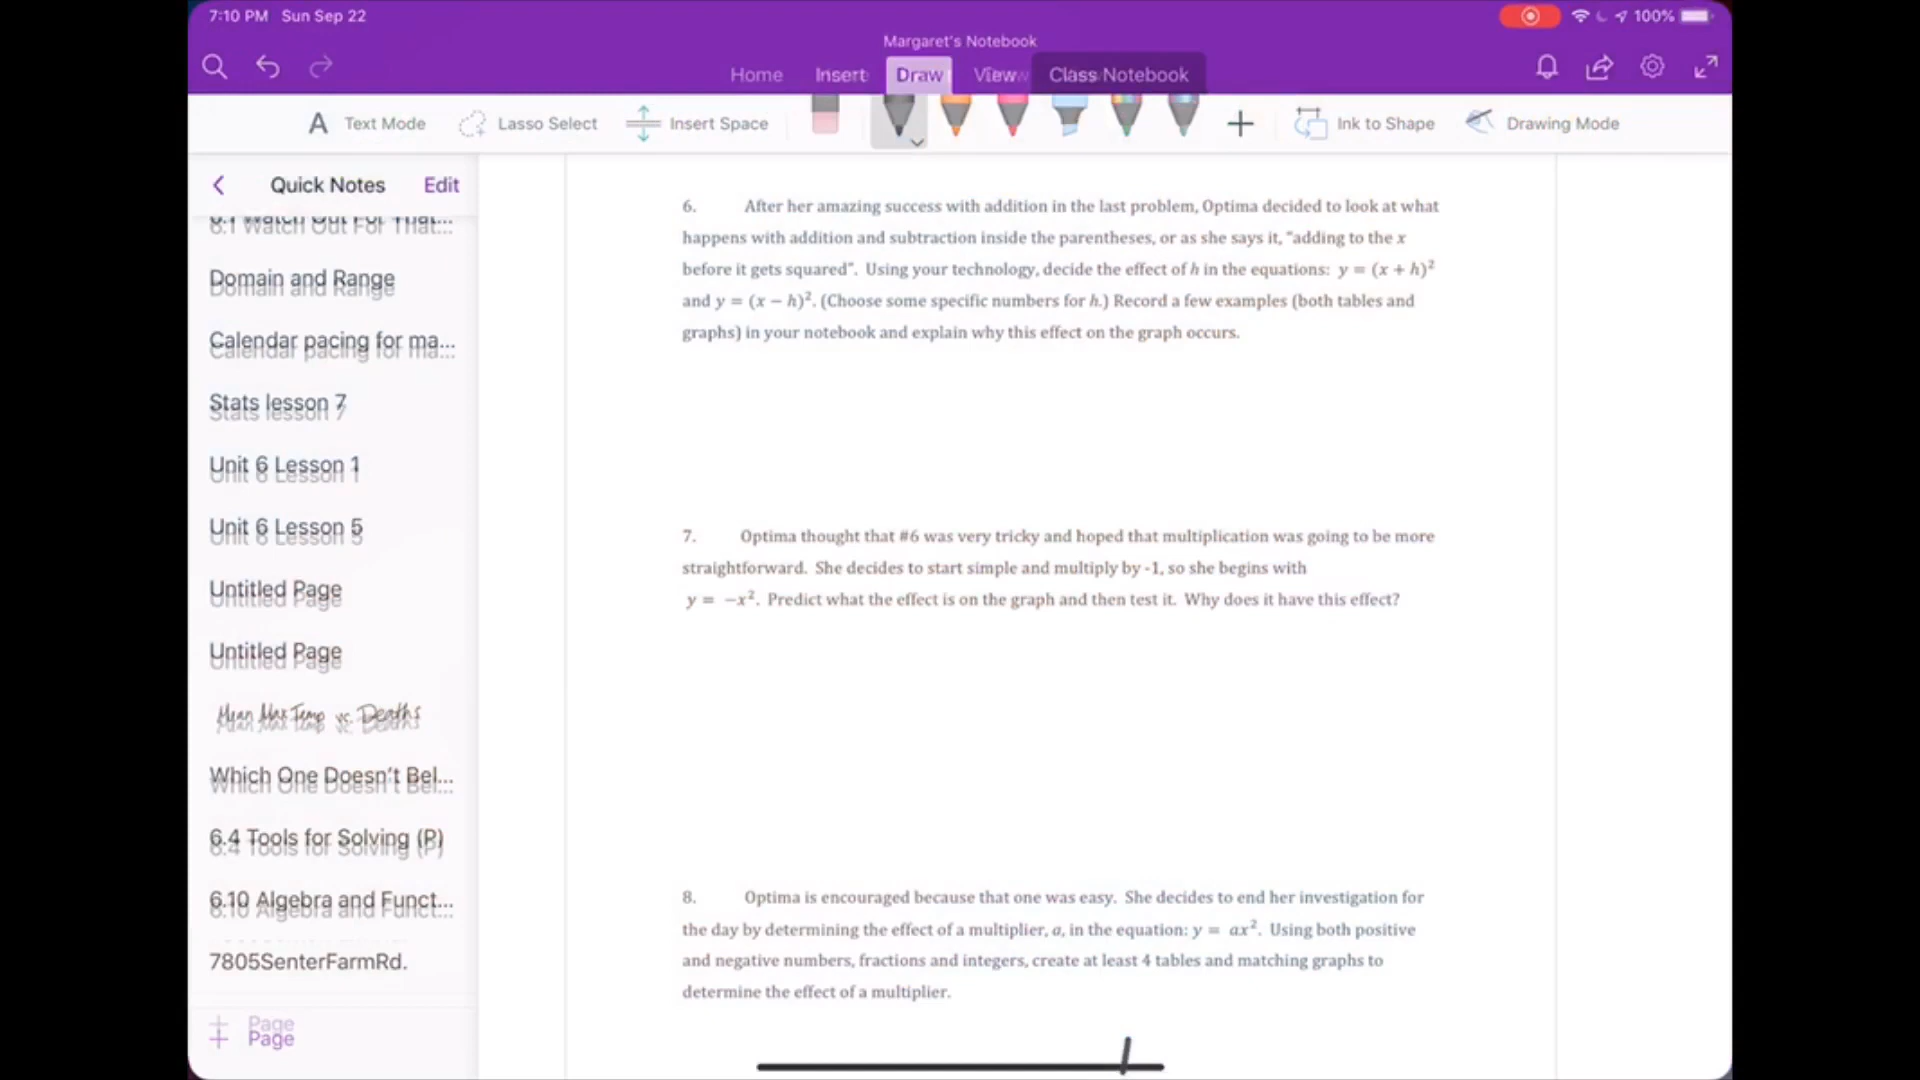 7:10 PM Sun Sep 22
100%
Margaret's Notebook
Home Insert Draw View Class Notebook
Text Mode Lasso Select Insert Space Ink to Shape Drawing Mode
Quick Notes Edit
6.1 Watch Out For That...
Domain and Range
Calendar pacing for ma...
Stats lesson 7
Unit 6 Lesson 1
Unit 6 Lesson 5
Untitled Page
Untitled Page
Mean Max Temp vs. Deaths
Which One Doesn't Bel...
6.4 Tools for Solving (P)
6.10 Algebra and Funct...
7805SenterFarmRd.
Page
6. After her amazing success with addition in the last problem, Optima decided to look at what
happens with addition and subtraction inside the parentheses, or as she says it, "adding to the x
before it gets squared". Using your technology, decide the effect of h in the equations: y = (x + h)²
and y = (x − h)². (Choose some specific numbers for h.) Record a few examples (both tables and
graphs) in your notebook and explain why this effect on the graph occurs.
7. Optima thought that #6 was very tricky and hoped that multiplication was going to be more
straightforward. She decides to start simple and multiply by -1, so she begins with
y = −x². Predict what the effect is on the graph and then test it. Why does it have this effect?
8. Optima is encouraged because that one was easy. She decides to end her investigation for
the day by determining the effect of a multiplier, a, in the equation: y = ax². Using both positive
and negative numbers, fractions and integers, create at least 4 tables and matching graphs to
determine the effect of a multiplier.